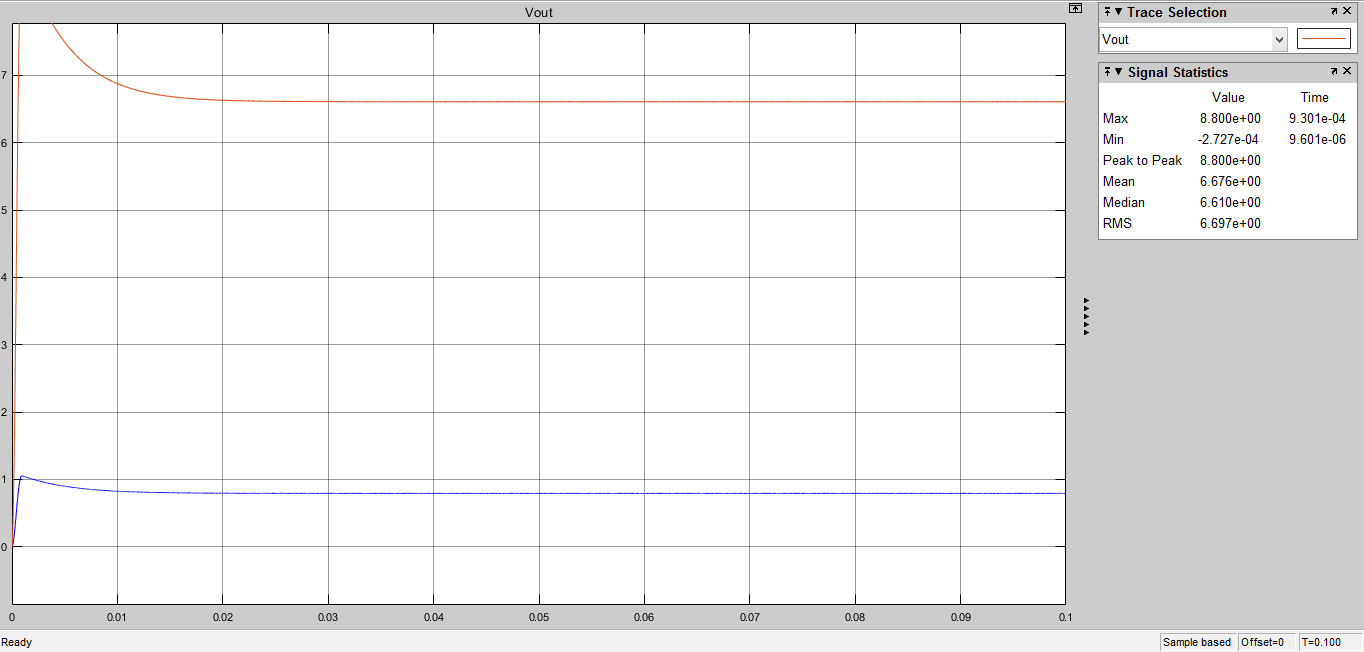 Vout
7
6
5
4
3
2
1
0
0 0.01 0.02 0.03 0.04 0.05 0.06 0.07 0.08 0.09 0.1
Trace Selection
Vout
Signal Statistics
Value Time
Max 8.800e+00 9.301e-04
Min -2.727e-04 9.601e-06
Peak to Peak 8.800e+00
Mean 6.676e+00
Median 6.610e+00
RMS 6.697e+00
Ready Sample based Offset=0 T=0.100